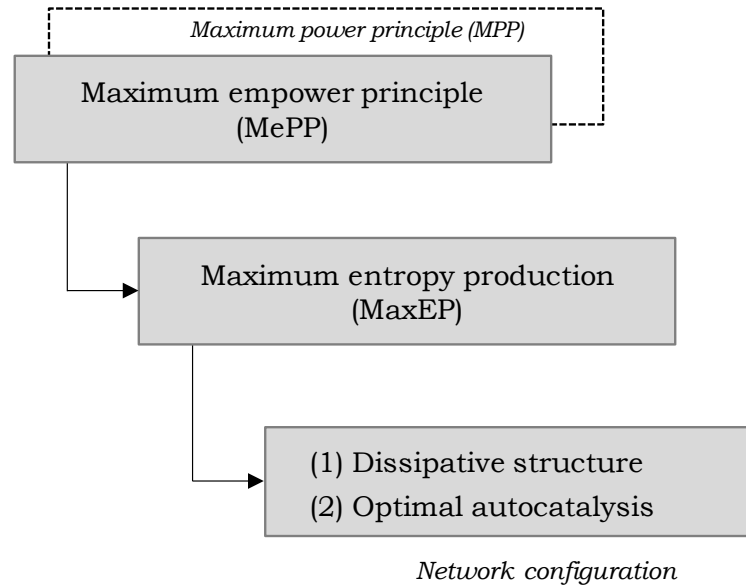 Maximum power principle (MPP)
Maximum empower principle
(MePP)
Maximum entropy production
(MaxEP)
(1) Dissipative structure
(2) Optimal autocatalysis
Network configuration